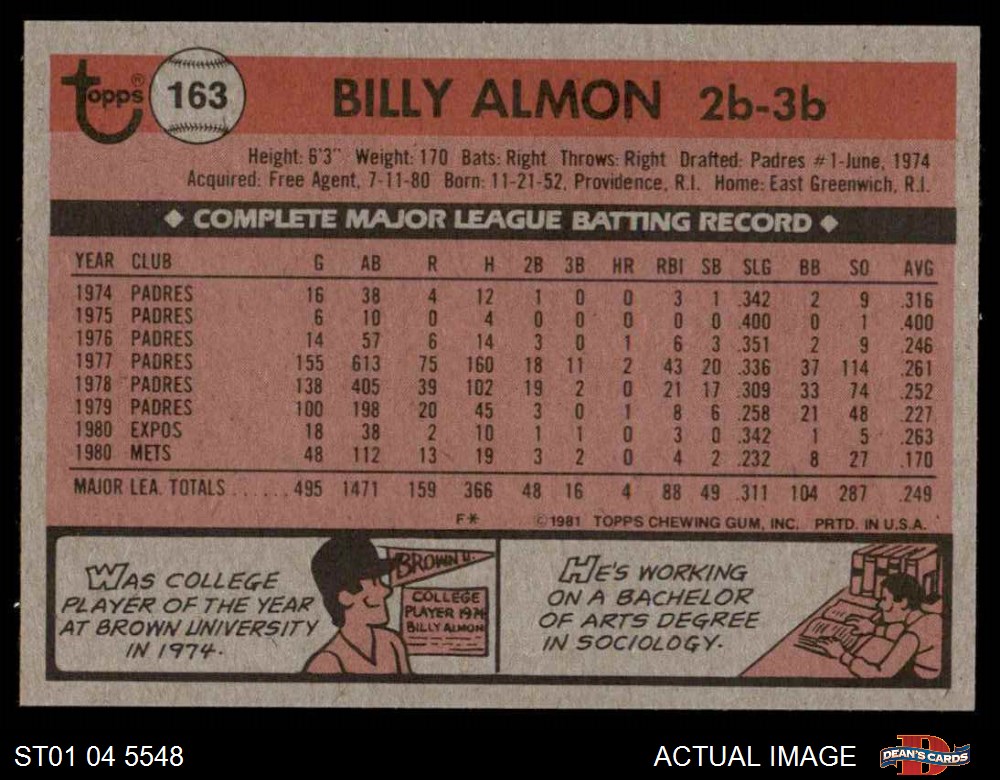 topps® 163 BILLY ALMON 2b-3b
Height: 6'3" Weight: 170 Bats: Right Throws: Right Drafted: Padres #1-June, 1974
Acquired: Free Agent, 7-11-80 Born: 11-21-52, Providence, R.I. Home: East Greenwich, R.I.
◆ COMPLETE MAJOR LEAGUE BATTING RECORD ◆
YEAR CLUB G AB R H 2B 3B HR RBI SB SLG BB SO AVG
1974 PADRES 16 38 4 12 1 0 0 3 1 .342 2 9 .316
1975 PADRES 6 10 0 4 0 0 0 0 0 .400 0 1 .400
1976 PADRES 14 57 6 14 3 0 1 6 3 .351 2 9 .246
1977 PADRES 155 613 75 160 18 11 2 43 20 .336 37 114 .261
1978 PADRES 138 405 39 102 19 2 0 21 17 .309 33 74 .252
1979 PADRES 100 198 20 45 3 0 1 8 6 .258 21 48 .227
1980 EXPOS 18 38 2 10 1 1 0 3 0 .342 1 5 .263
1980 METS 48 112 13 19 3 2 0 4 2 .232 8 27 .170
MAJOR LEA. TOTALS ...... 495 1471 159 366 48 16 4 88 49 .311 104 287 .249
F* ©1981 TOPPS CHEWING GUM, INC. PRTD. IN U.S.A.
WAS COLLEGE
PLAYER OF THE YEAR
AT BROWN UNIVERSITY
IN 1974.
BROWN U.
COLLEGE
PLAYER 1974
BILLY ALMON
HE'S WORKING
ON A BACHELOR
OF ARTS DEGREE
IN SOCIOLOGY.
ST01 04 5548 ACTUAL IMAGE DEAN'S CARDS